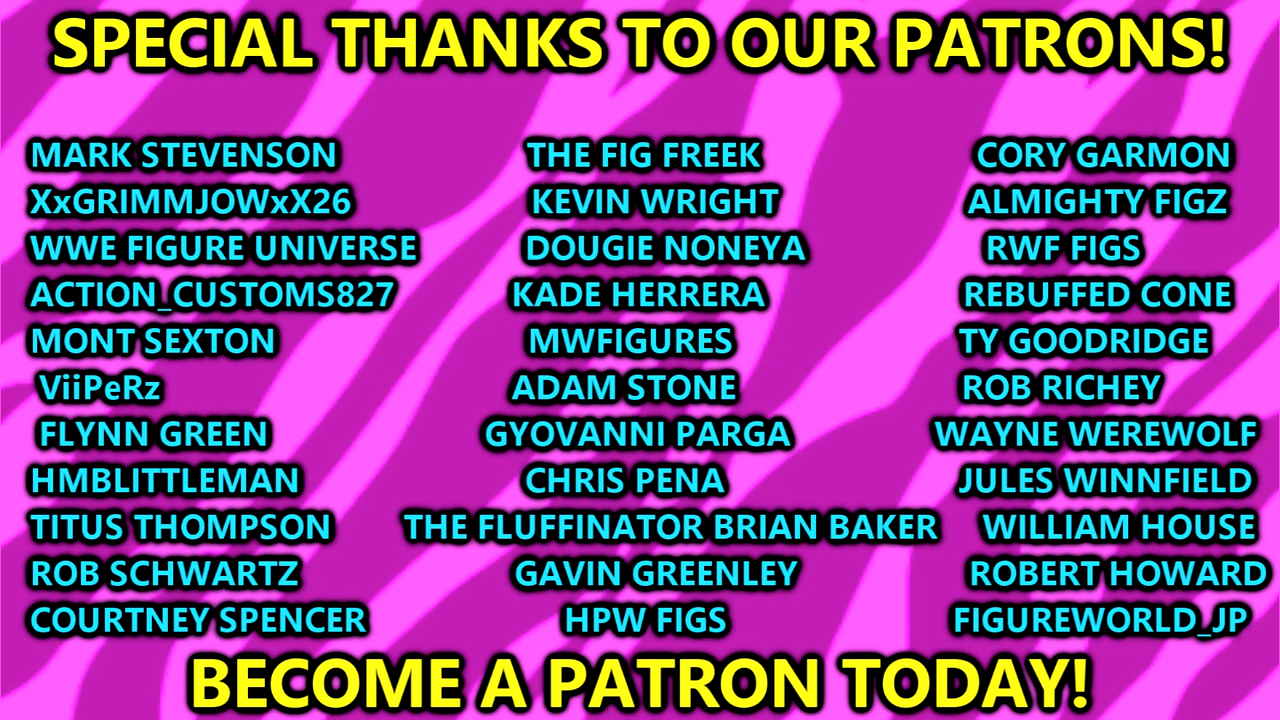 SPECIAL THANKS TO OUR PATRONS!
MARK STEVENSON THE FIG FREEK CORY GARMON
XxGRIMMJOWxX26 KEVIN WRIGHT ALMIGHTY FIGZ
WWE FIGURE UNIVERSE DOUGIE NONEYA RWF FIGS
ACTION_CUSTOMS827 KADE HERRERA REBUFFED CONE
MONT SEXTON MWFIGURES TY GOODRIDGE
ViiPeRz ADAM STONE ROB RICHEY
FLYNN GREEN GYOVANNI PARGA WAYNE WEREWOLF
HMBLITTLEMAN CHRIS PENA JULES WINNFIELD
TITUS THOMPSON THE FLUFFINATOR BRIAN BAKER WILLIAM HOUSE
ROB SCHWARTZ GAVIN GREENLEY ROBERT HOWARD
COURTNEY SPENCER HPW FIGS FIGUREWORLD_JP
BECOME A PATRON TODAY!